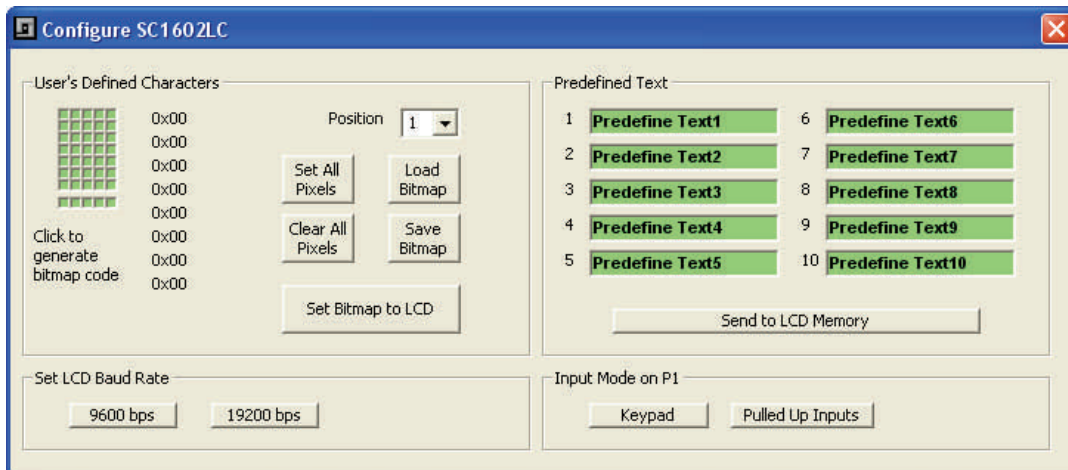 Configure SC1602LC
User's Defined Characters
0x00
0x00
0x00
0x00
0x00
0x00
0x00
0x00
Click to
generate
bitmap code
Position 1
Set All
Pixels
Load
Bitmap
Clear All
Pixels
Save
Bitmap
Set Bitmap to LCD
Predefined Text
1 Predefine Text1
2 Predefine Text2
3 Predefine Text3
4 Predefine Text4
5 Predefine Text5
6 Predefine Text6
7 Predefine Text7
8 Predefine Text8
9 Predefine Text9
10 Predefine Text10
Send to LCD Memory
Set LCD Baud Rate
9600 bps
19200 bps
Input Mode on P1
Keypad
Pulled Up Inputs